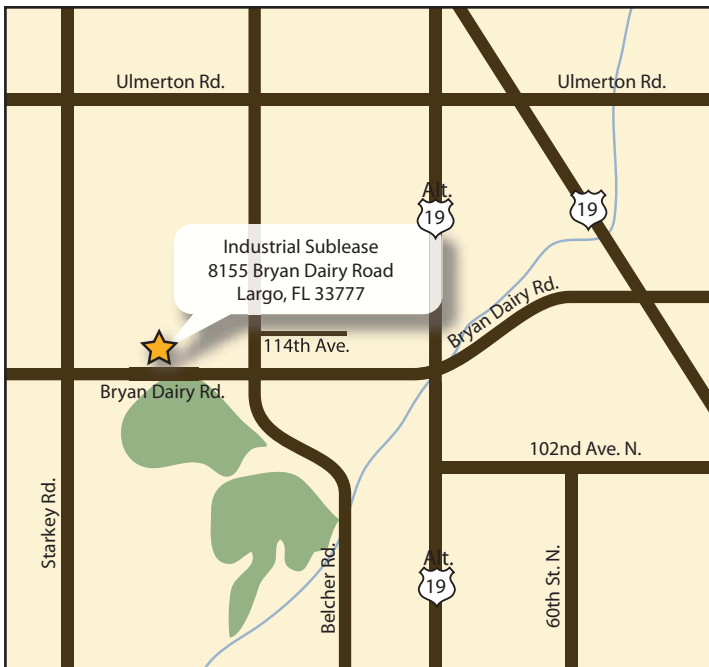 Ulmerton Rd.
Ulmerton Rd.
Alt.
19
19
Industrial Sublease
8155 Bryan Dairy Road
Largo, FL 33777
Bryan Dairy Rd.
114th Ave.
Bryan Dairy Rd.
102nd Ave. N.
Starkey Rd.
Belcher Rd.
Alt.
19
60th St. N.